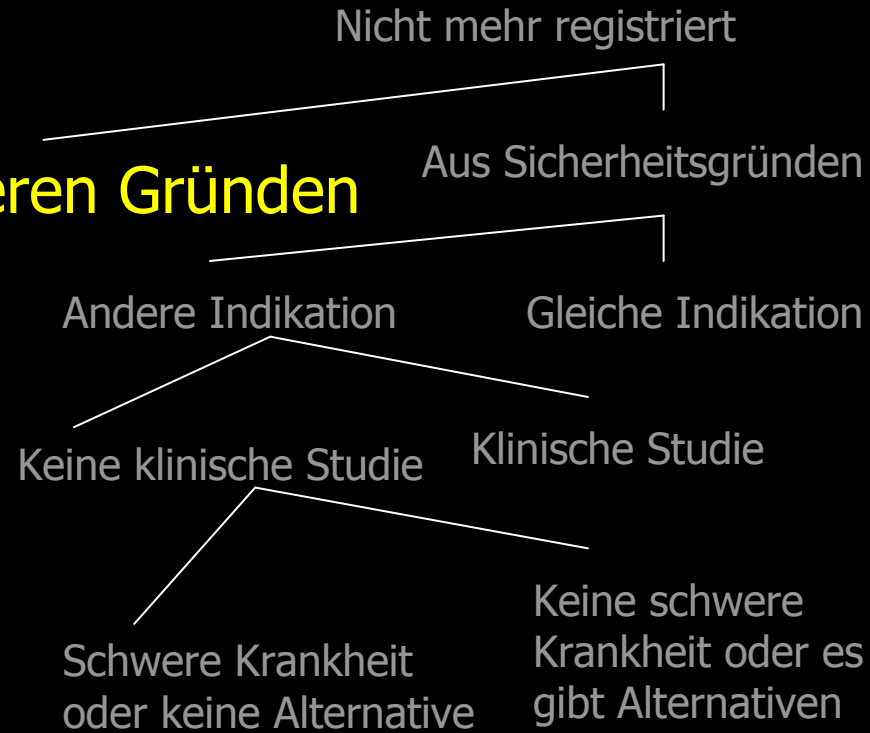 Nicht mehr registriert
Aus Sicherheitsgründen
Gründen
Andere Indikation
Gleiche Indikation
Keine klinische Studie
Klinische Studie
Schwere Krankheit
oder keine Alternative
Keine schwere
Krankheit oder es
gibt Alternativen